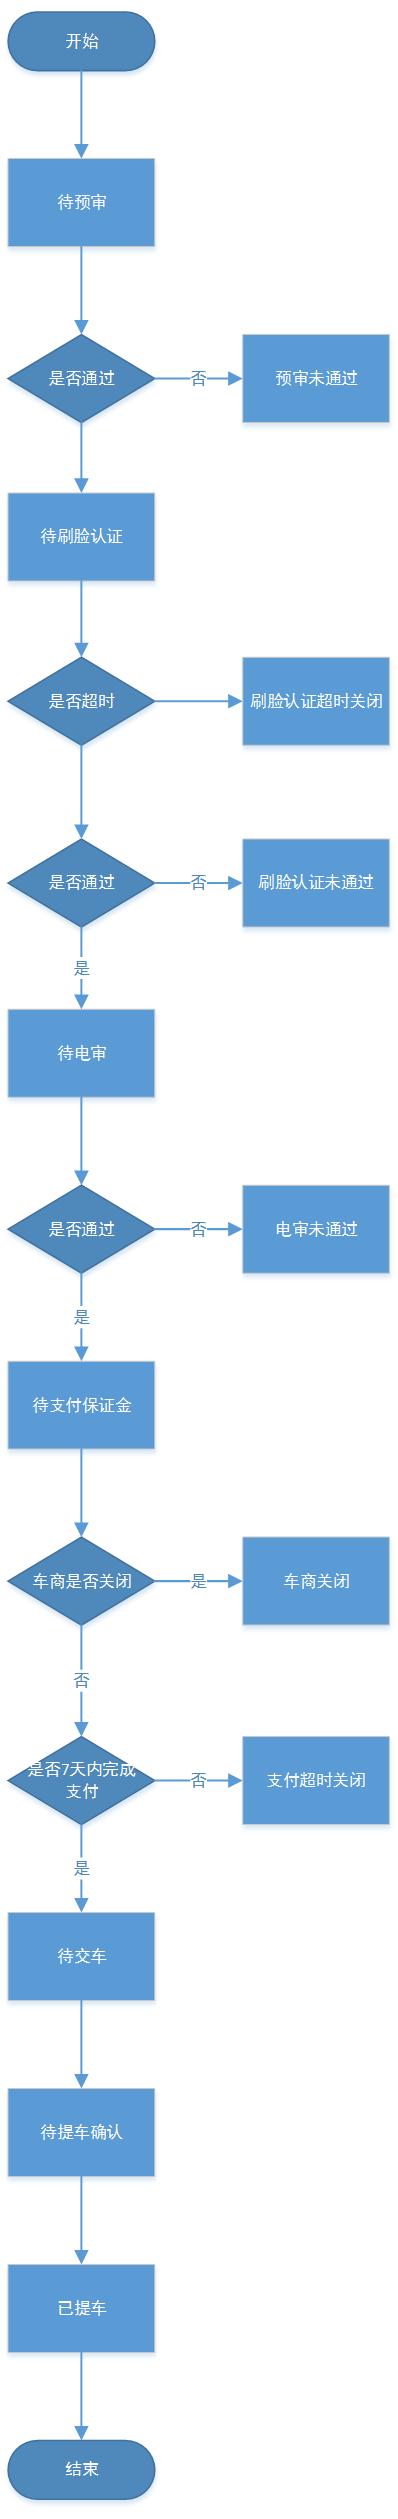 开始
待预审
是否通过
否
预审未通过
待刷脸认证
是否超时
刷脸认证超时关闭
是否通过
否
刷脸认证未通过
是
待电审
是否通过
否
电审未通过
是
待支付保证金
车商是否关闭
是
车商关闭
否
是否7天内完成
支付
否
支付超时关闭
是
待交车
待提车确认
已提车
结束